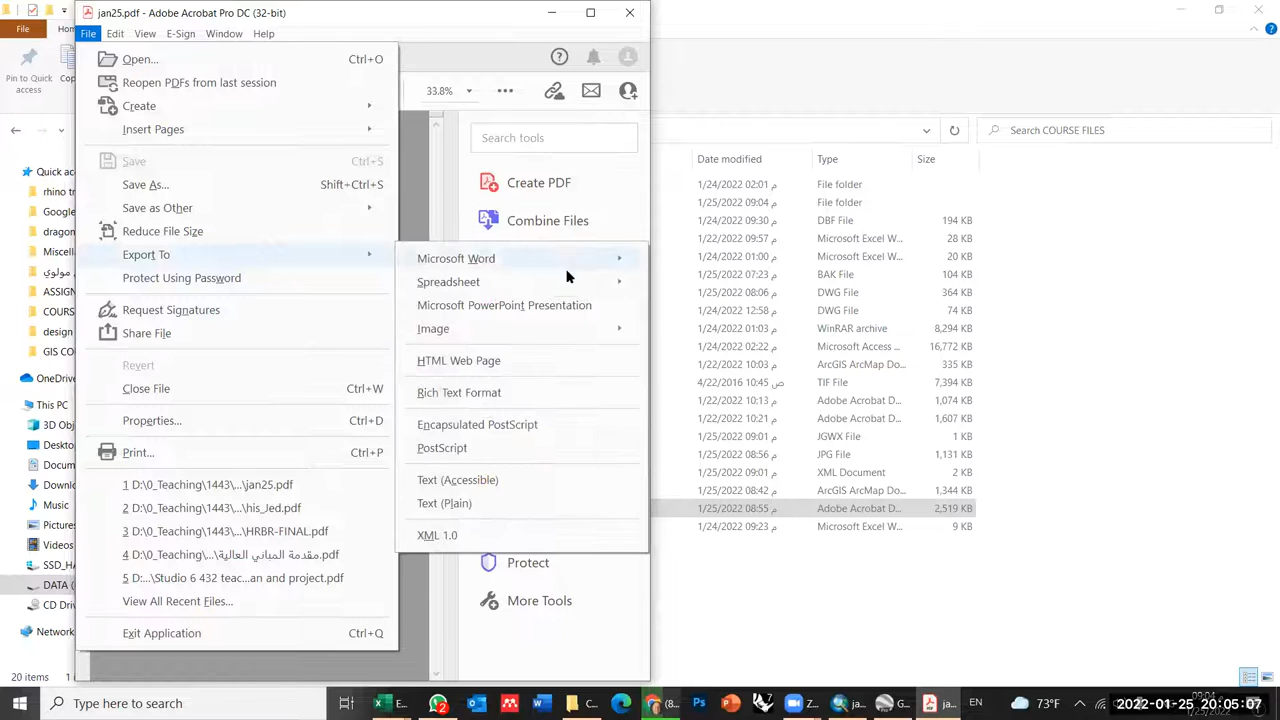 jan25.pdf - Adobe Acrobat Pro DC (32-bit)
File Edit View E-Sign Window Help
File
Pin to Quick access
Open... Ctrl+O
Reopen PDFs from last session
Create
Insert Pages
Save Ctrl+S
Save As... Shift+Ctrl+S
Save as Other
Reduce File Size
Export To
Protect Using Password
Request Signatures
Share File
Revert
Close File Ctrl+W
Properties... Ctrl+D
Print... Ctrl+P
1 D:\0_Teaching\1443\...\jan25.pdf
2 D:\0_Teaching\1443\...\his_Jed.pdf
3 D:\0_Teaching\1443\...\HRBR-FINAL.pdf
4 D:\0_Teaching\...\مقدمة المباني العالية.pdf
5 D:...\Studio 6 432 teac...an and project.pdf
View All Recent Files...
Exit Application Ctrl+Q
Microsoft Word
Spreadsheet
Microsoft PowerPoint Presentation
Image
HTML Web Page
Rich Text Format
Encapsulated PostScript
PostScript
Text (Accessible)
Text (Plain)
XML 1.0
33.8%
Search tools
Create PDF
Combine Files
Protect
More Tools
Quick acc
rhino t
Google
drago
Miscel
مولاي
ASSIG
COUR
design
GIS CO
OneDriv
This PC
3D Obj
Deskto
Docum
Downl
Music
Picture
Videos
SSD_H
DATA (
CD Driv
Networ
20 items
Search COURSE FILES
Date modified Type Size
1/24/2022 02:01 م File folder
1/25/2022 09:04 م File folder
1/24/2022 09:30 م DBF File 194 KB
1/22/2022 09:57 م Microsoft Excel W... 28 KB
1/24/2022 01:00 م Microsoft Excel W... 20 KB
1/25/2022 07:23 م BAK File 104 KB
1/25/2022 08:06 م DWG File 364 KB
1/24/2022 12:58 م DWG File 74 KB
1/24/2022 01:03 م WinRAR archive 8,294 KB
1/24/2022 02:22 م Microsoft Access ... 16,772 KB
1/22/2022 10:03 م ArcGIS ArcMap Do... 335 KB
4/22/2016 10:45 ص TIF File 7,394 KB
1/22/2022 10:13 م Adobe Acrobat D... 1,074 KB
1/22/2022 10:21 م Adobe Acrobat D... 1,607 KB
1/25/2022 09:01 م JGWX File 1 KB
1/25/2022 08:56 م JPG File 1,131 KB
1/25/2022 09:01 م XML Document 2 KB
1/25/2022 08:42 م ArcGIS ArcMap Do... 1,344 KB
1/25/2022 08:55 م Adobe Acrobat D... 2,519 KB
1/24/2022 09:23 م Microsoft Excel W... 9 KB
Type here to search
E... 2 C... (8 Z... ja... G... ja... EN 73°F
2022-01-25 20:05:07